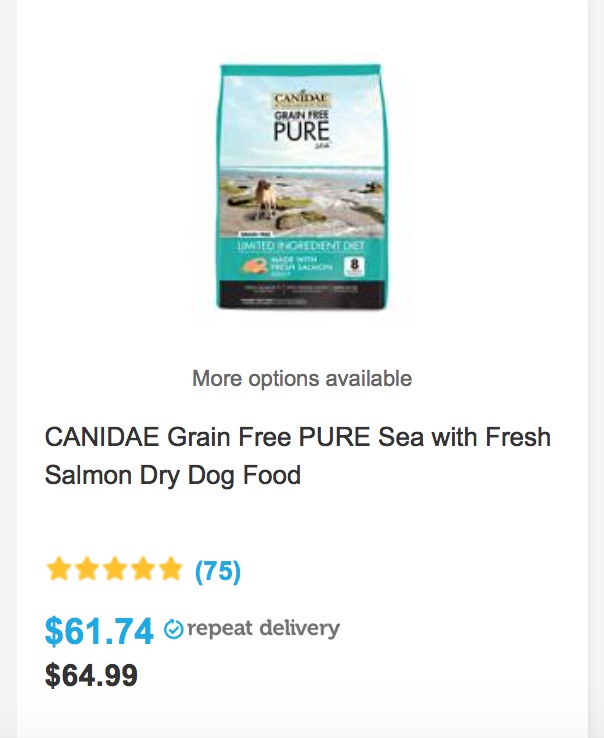 CANIDAE
GRAIN FREE
PURE
sea
LIMITED INGREDIENT DIET
MADE WITH
FRESH SALMON
8
More options available
CANIDAE Grain Free PURE Sea with Fresh
Salmon Dry Dog Food
(75)
$61.74 repeat delivery
$64.99